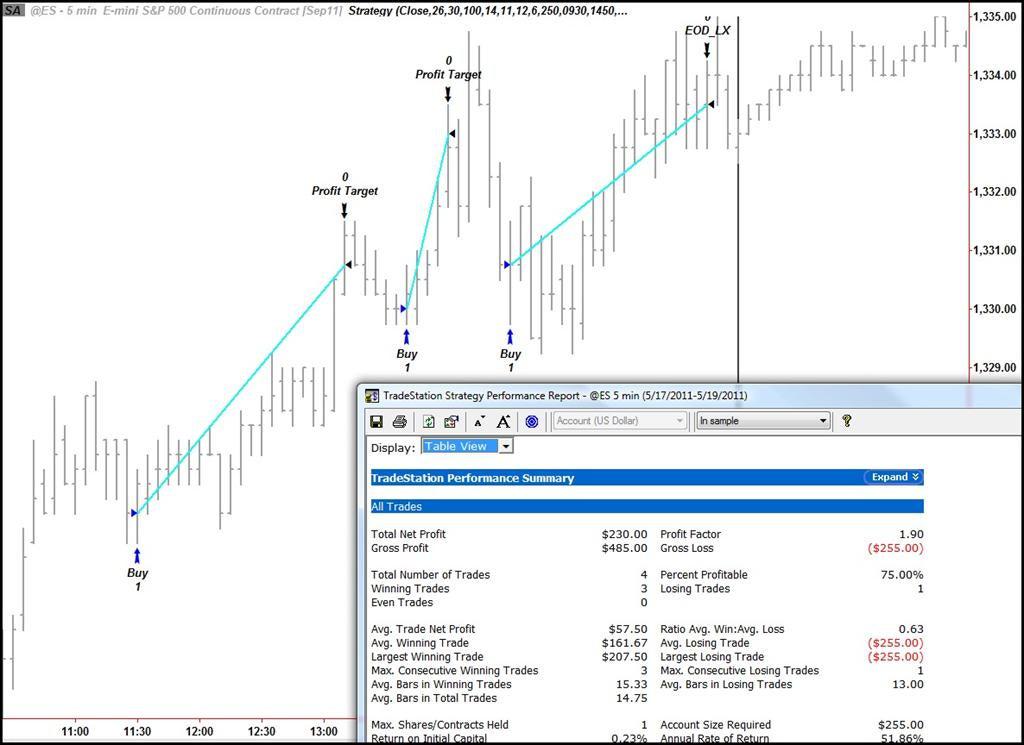 SA @ES - 5 min E-mini S&P 500 Continuous Contract [Sep11] Strategy (Close,26,30,100,14,11,12,6,250,0930,1450,...
0
EOD_LX
0
Profit Target
0
Profit Target
Buy
1
Buy
1
Buy
1
1,335.00
1,334.00
1,333.00
1,332.00
1,331.00
1,330.00
1,329.00
11:00 11:30 12:00 12:30 13:00
TradeStation Strategy Performance Report - @ES 5 min (5/17/2011-5/19/2011)
A A Account (US Dollar) In sample ?
Display: Table View
TradeStation Performance Summary Expand
All Trades
Total Net Profit $230.00 Profit Factor 1.90
Gross Profit $485.00 Gross Loss ($255.00)
Total Number of Trades 4 Percent Profitable 75.00%
Winning Trades 3 Losing Trades 1
Even Trades 0
Avg. Trade Net Profit $57.50 Ratio Avg. Win:Avg. Loss 0.63
Avg. Winning Trade $161.67 Avg. Losing Trade ($255.00)
Largest Winning Trade $207.50 Largest Losing Trade ($255.00)
Max. Consecutive Winning Trades 3 Max. Consecutive Losing Trades 1
Avg. Bars in Winning Trades 15.33 Avg. Bars in Losing Trades 13.00
Avg. Bars in Total Trades 14.75
Max. Shares/Contracts Held 1 Account Size Required $255.00
Return on Initial Capital 0.23% Annual Rate of Return 51.86%